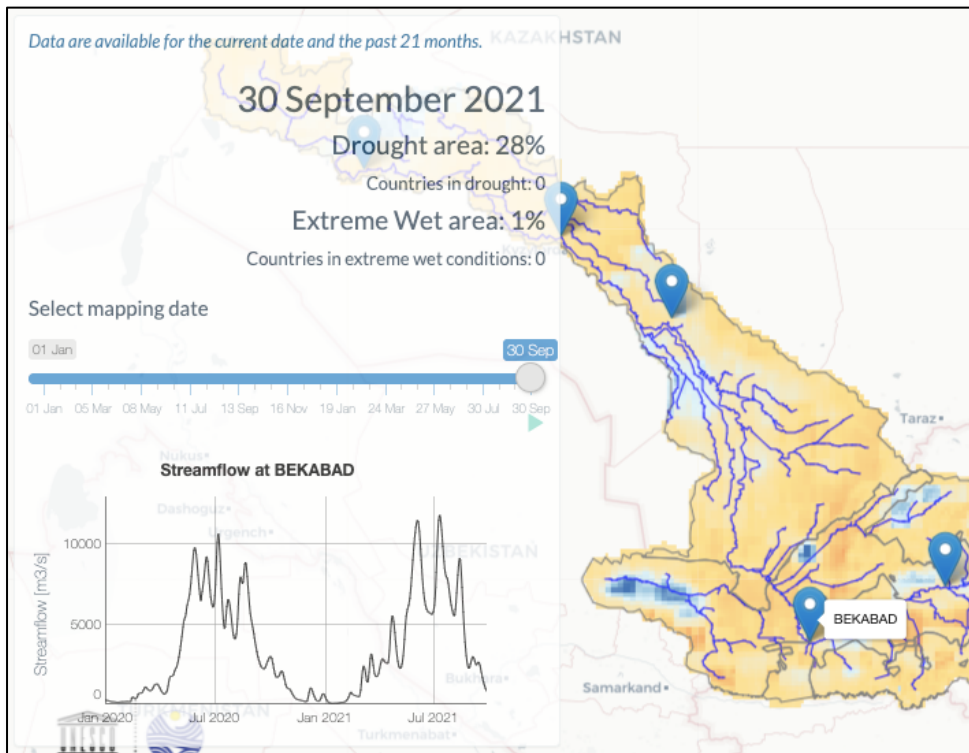 Data are available for the current date and the past 21 months.
KAZAKHSTAN
30 September 2021
Drought area: 28%
Countries in drought: 0
Extreme Wet area: 1%
Countries in extreme wet conditions: 0
Select mapping date
01 Jan
30 Sep
01 Jan 05 Mar 08 May 11 Jul 13 Sep 16 Nov 19 Jan 24 Mar 27 May 30 Jul 30 Sep
Taraz
Nukus
Streamflow at BEKABAD
Dashoguz
Urgench
UZBEKISTAN
Streamflow [m3/s]
10000
5000
0
BEKABAD
Bukhara
Samarkand
Jan 2020 Jul 2020 Jan 2021 Jul 2021
TURKMENISTAN
UNESCO
Turkmenabat